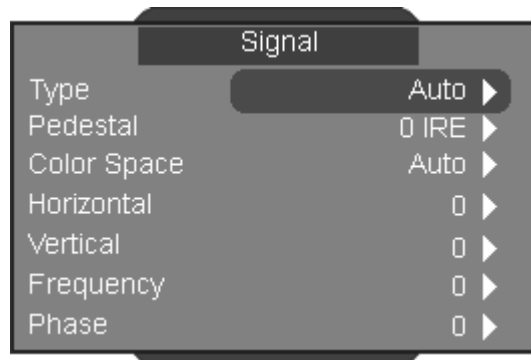 Signal
Type Auto
Pedestal 0 IRE
Color Space Auto
Horizontal 0
Vertical 0
Frequency 0
Phase 0